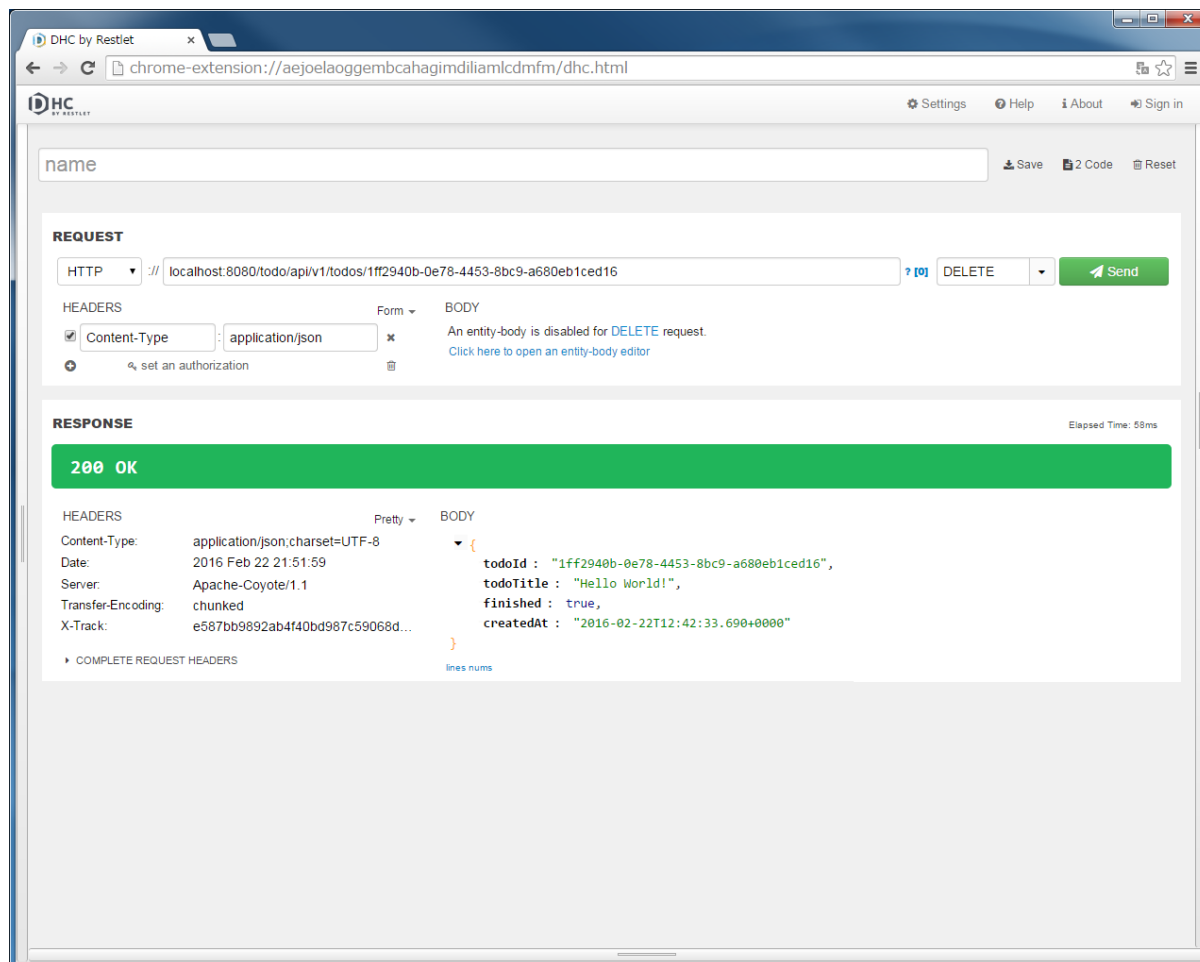 DHC by Restlet
chrome-extension://aejoelaoggembcahagimdiliamlcdmfm/dhc.html
DHC
BY RESTLET
Settings Help About Sign in
name
Save 2 Code Reset
REQUEST
HTTP :// localhost:8080/todo/api/v1/todos/1ff2940b-0e78-4453-8bc9-a680eb1ced16 ? [0] DELETE Send
HEADERS Form BODY
Content-Type : application/json An entity-body is disabled for DELETE request.
Click here to open an entity-body editor
set an authorization
RESPONSE Elapsed Time: 58ms
200 OK
HEADERS Pretty BODY
Content-Type: application/json;charset=UTF-8
Date: 2016 Feb 22 21:51:59
Server: Apache-Coyote/1.1
Transfer-Encoding: chunked
X-Track: e587bb9892ab4f40bd987c59068d...
COMPLETE REQUEST HEADERS
{
todoId : "1ff2940b-0e78-4453-8bc9-a680eb1ced16",
todoTitle : "Hello World!",
finished : true,
createdAt : "2016-02-22T12:42:33.690+0000"
}
lines nums